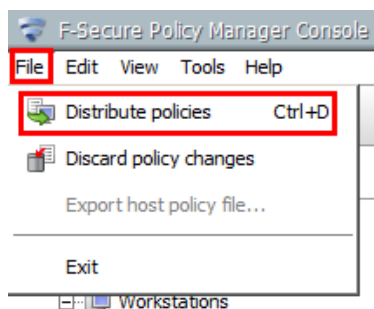 F-Secure Policy Manager Console
File Edit View Tools Help
Distribute policies Ctrl+D
Discard policy changes
Export host policy file...
Exit
Workstations